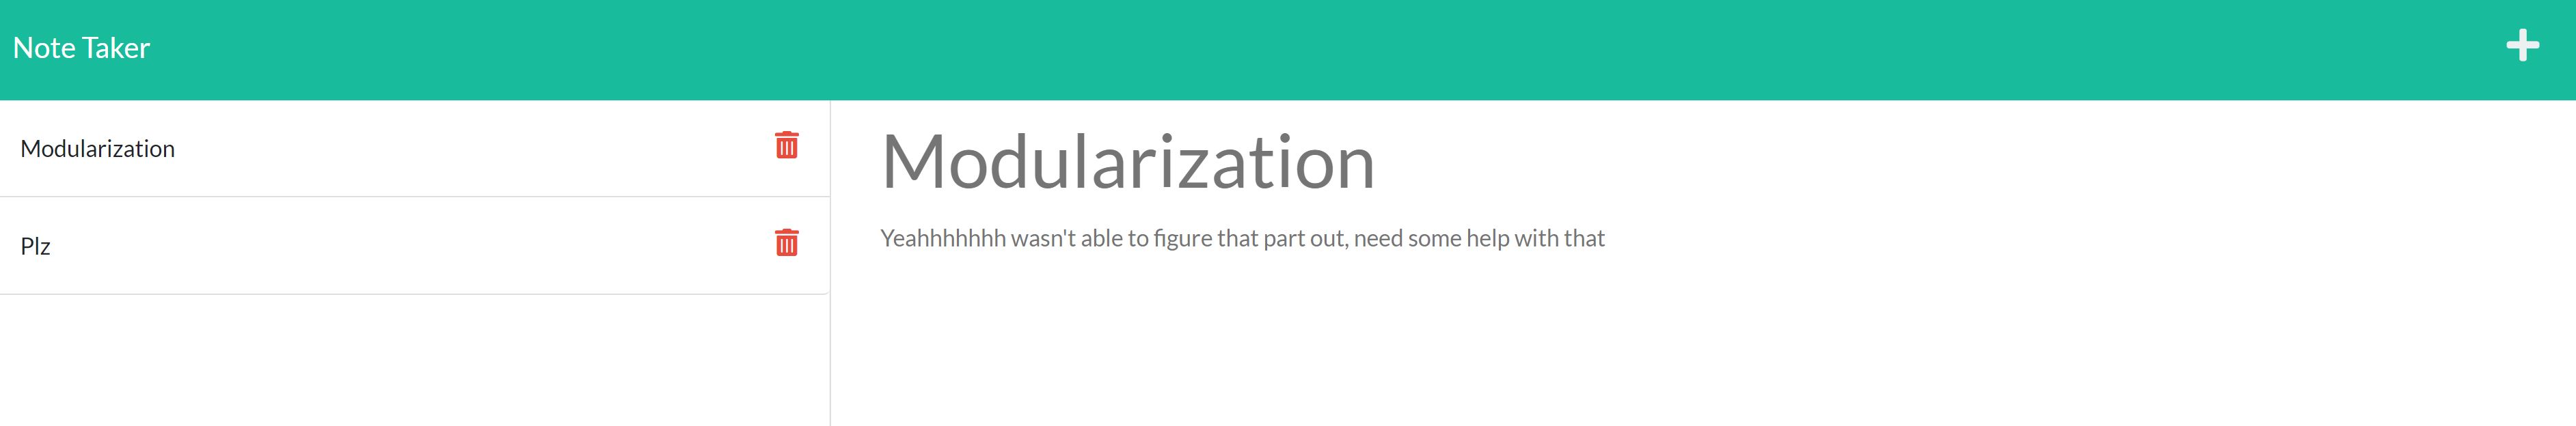 Note Taker
Modularization
Plz
Modularization
Yeahhhhhhh wasn't able to figure that part out, need some help with that